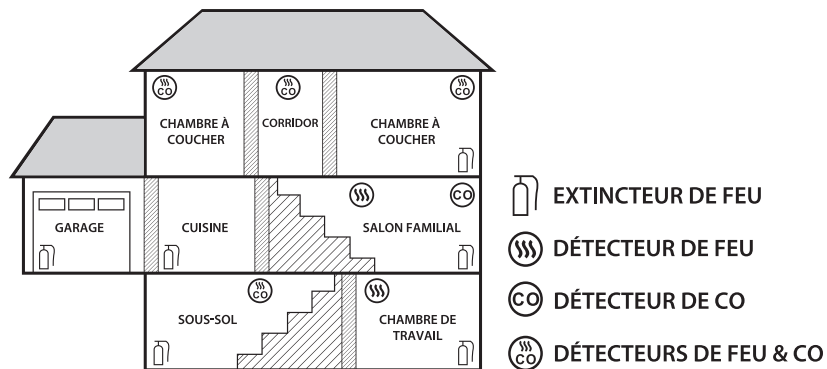 CO
CO
CO
CHAMBRE À
COUCHER
CORRIDOR
CHAMBRE À
COUCHER
CO
GARAGE
CUISINE
SALON FAMILIAL
CO
SOUS-SOL
CHAMBRE DE
TRAVAIL
EXTINCTEUR DE FEU
DÉTECTEUR DE FEU
CO DÉTECTEUR DE CO
CO DÉTECTEURS DE FEU & CO